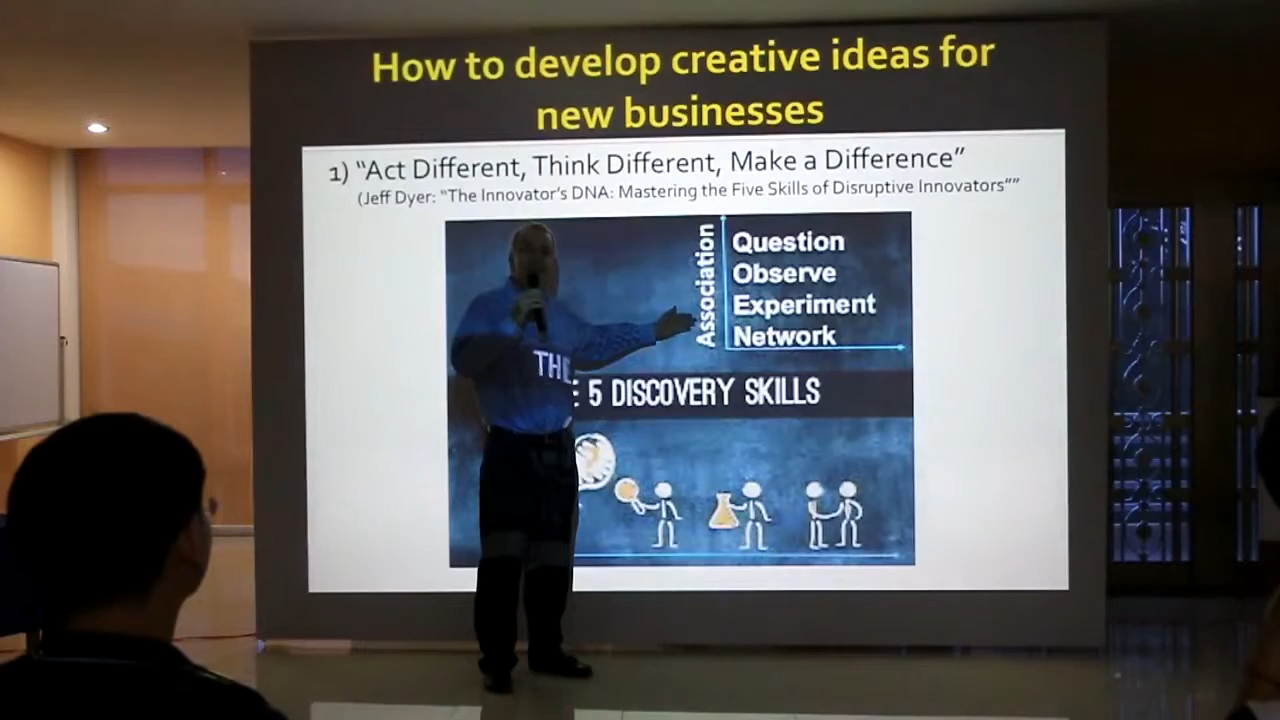 How to develop creative ideas for
new businesses
1) “Act Different, Think Different, Make a Difference”
(Jeff Dyer: “The Innovator’s DNA: Mastering the Five Skills of Disruptive Innovators””
Association
Question
Observe
Experiment
Network
THE 5 DISCOVERY SKILLS